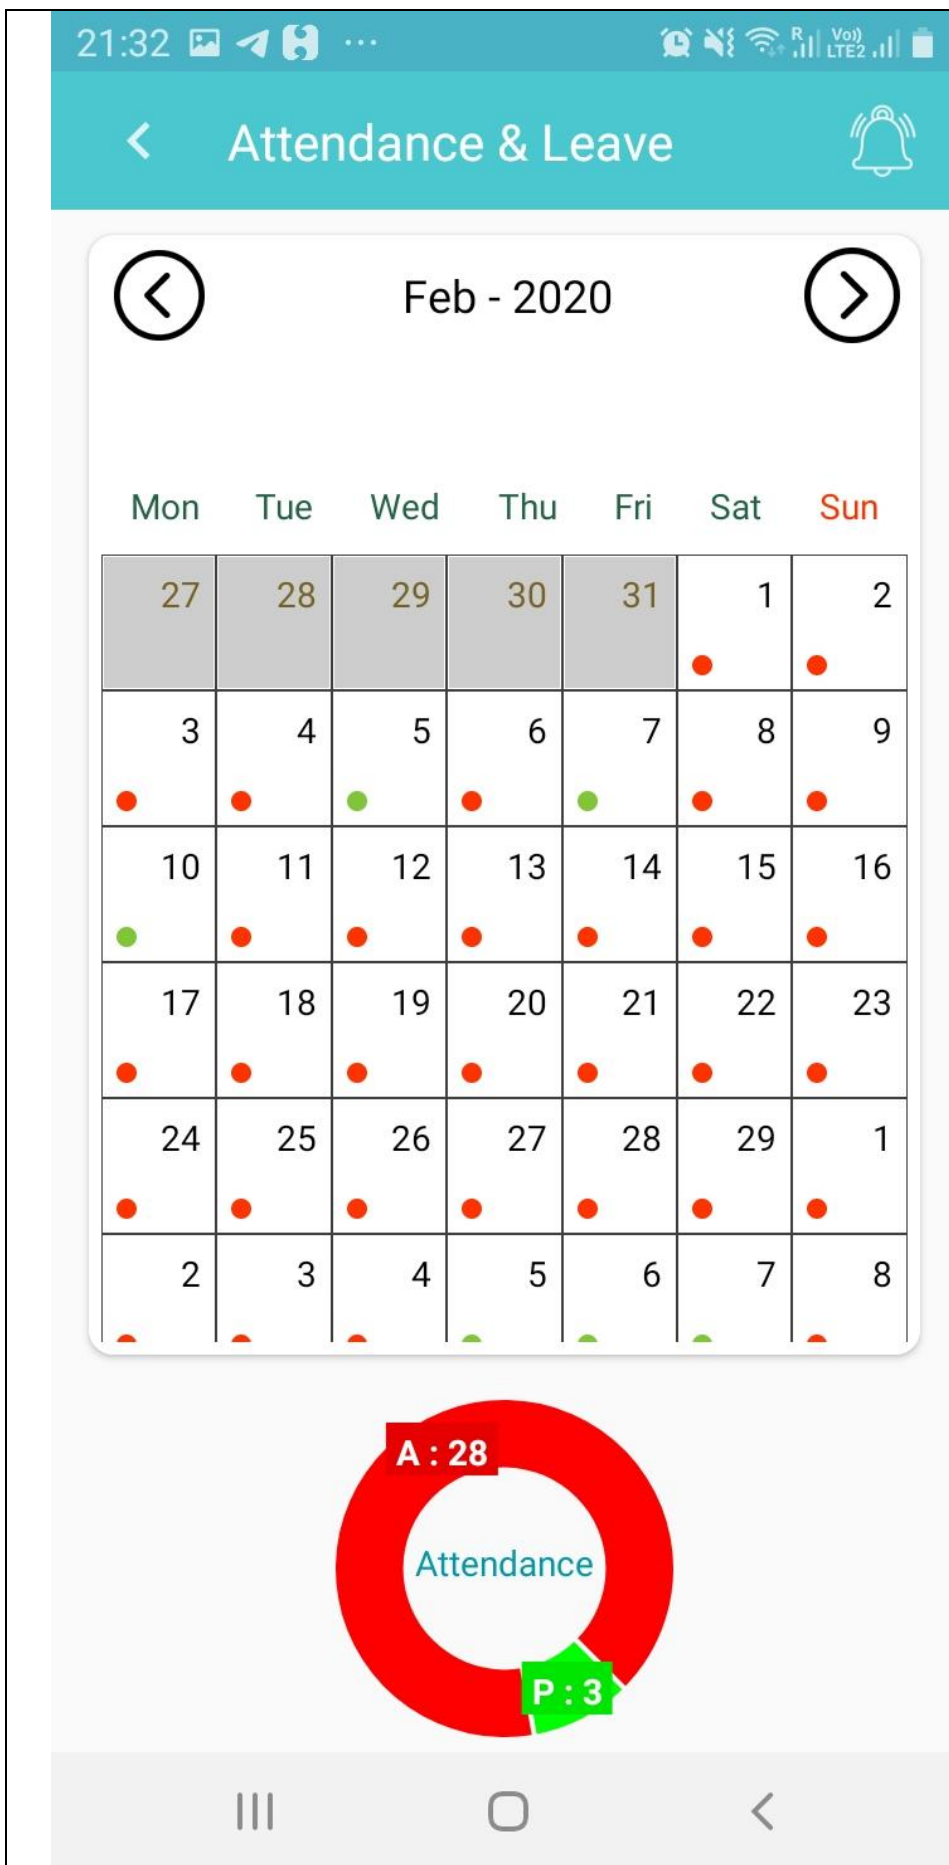 21:32 ... R Vo)) LTE2
Attendance & Leave
Feb - 2020
Mon Tue Wed Thu Fri Sat Sun
27 28 29 30 31 1 2
3 4 5 6 7 8 9
10 11 12 13 14 15 16
17 18 19 20 21 22 23
24 25 26 27 28 29 1
2 3 4 5 6 7 8
A : 28
Attendance
P : 3